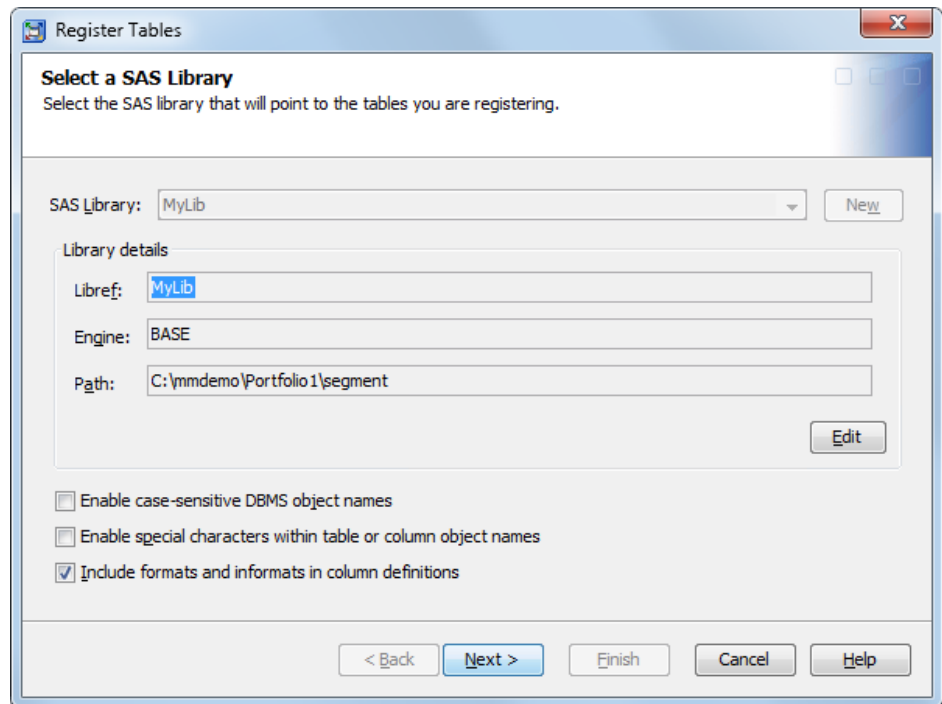 Register Tables
Select a SAS Library
Select the SAS library that will point to the tables you are registering.
SAS Library: MyLib New
Library details
Libref: MyLib
Engine: BASE
Path: C:\mmdemo\Portfolio1\segment
Edit
Enable case-sensitive DBMS object names
Enable special characters within table or column object names
Include formats and informats in column definitions
< Back Next > Finish Cancel Help